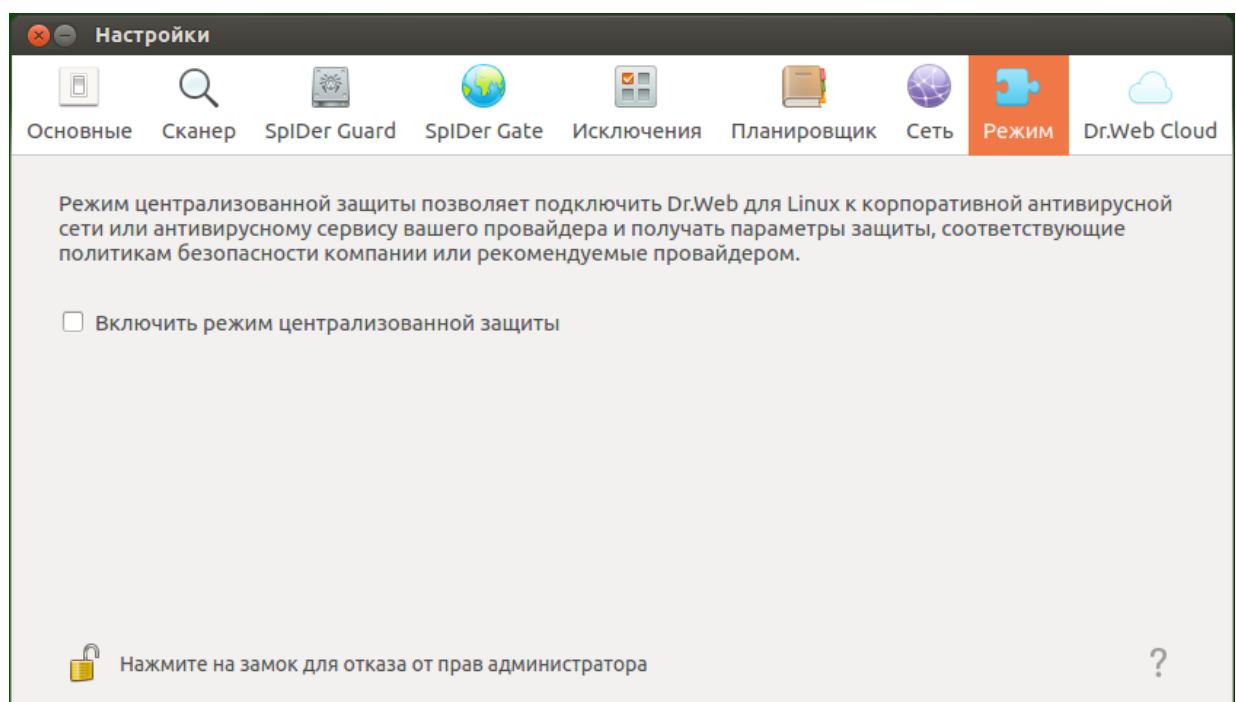 Настройки
Основные Сканер SpIDer Guard SpIDer Gate Исключения Планировщик Сеть Режим Dr.Web Cloud
Режим централизованной защиты позволяет подключить Dr.Web для Linux к корпоративной антивирусной
сети или антивирусному сервису вашего провайдера и получать параметры защиты, соответствующие
политикам безопасности компании или рекомендуемые провайдером.
Включить режим централизованной защиты
Нажмите на замок для отказа от прав администратора ?